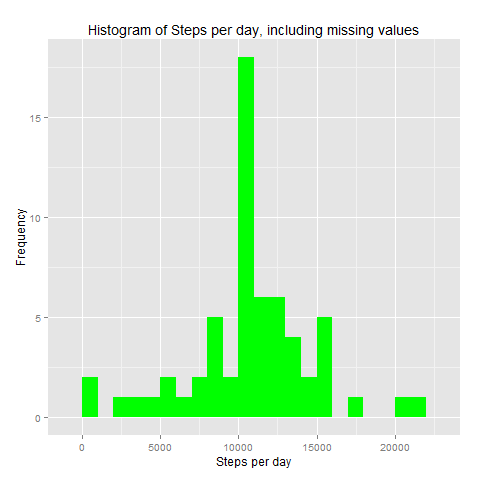 Histogram of Steps per day, including missing values
Frequency
15
10
5
0
0 5000 10000 15000 20000
Steps per day